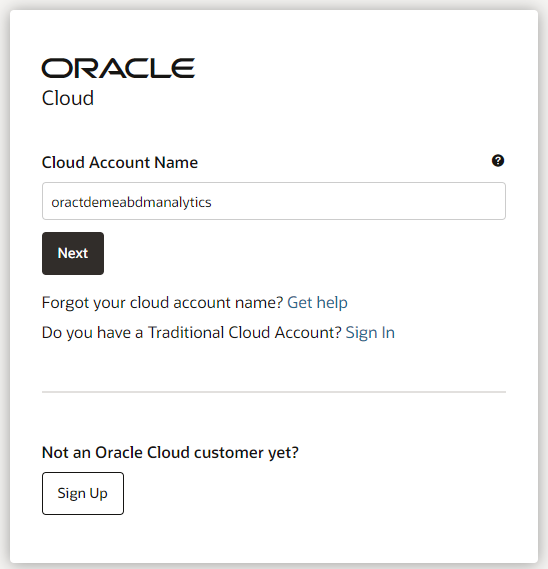 ORACLE
Cloud
Cloud Account Name
?
oractdemeabdmanalytics
Next
Forgot your cloud account name? Get help
Do you have a Traditional Cloud Account? Sign In
Not an Oracle Cloud customer yet?
Sign Up